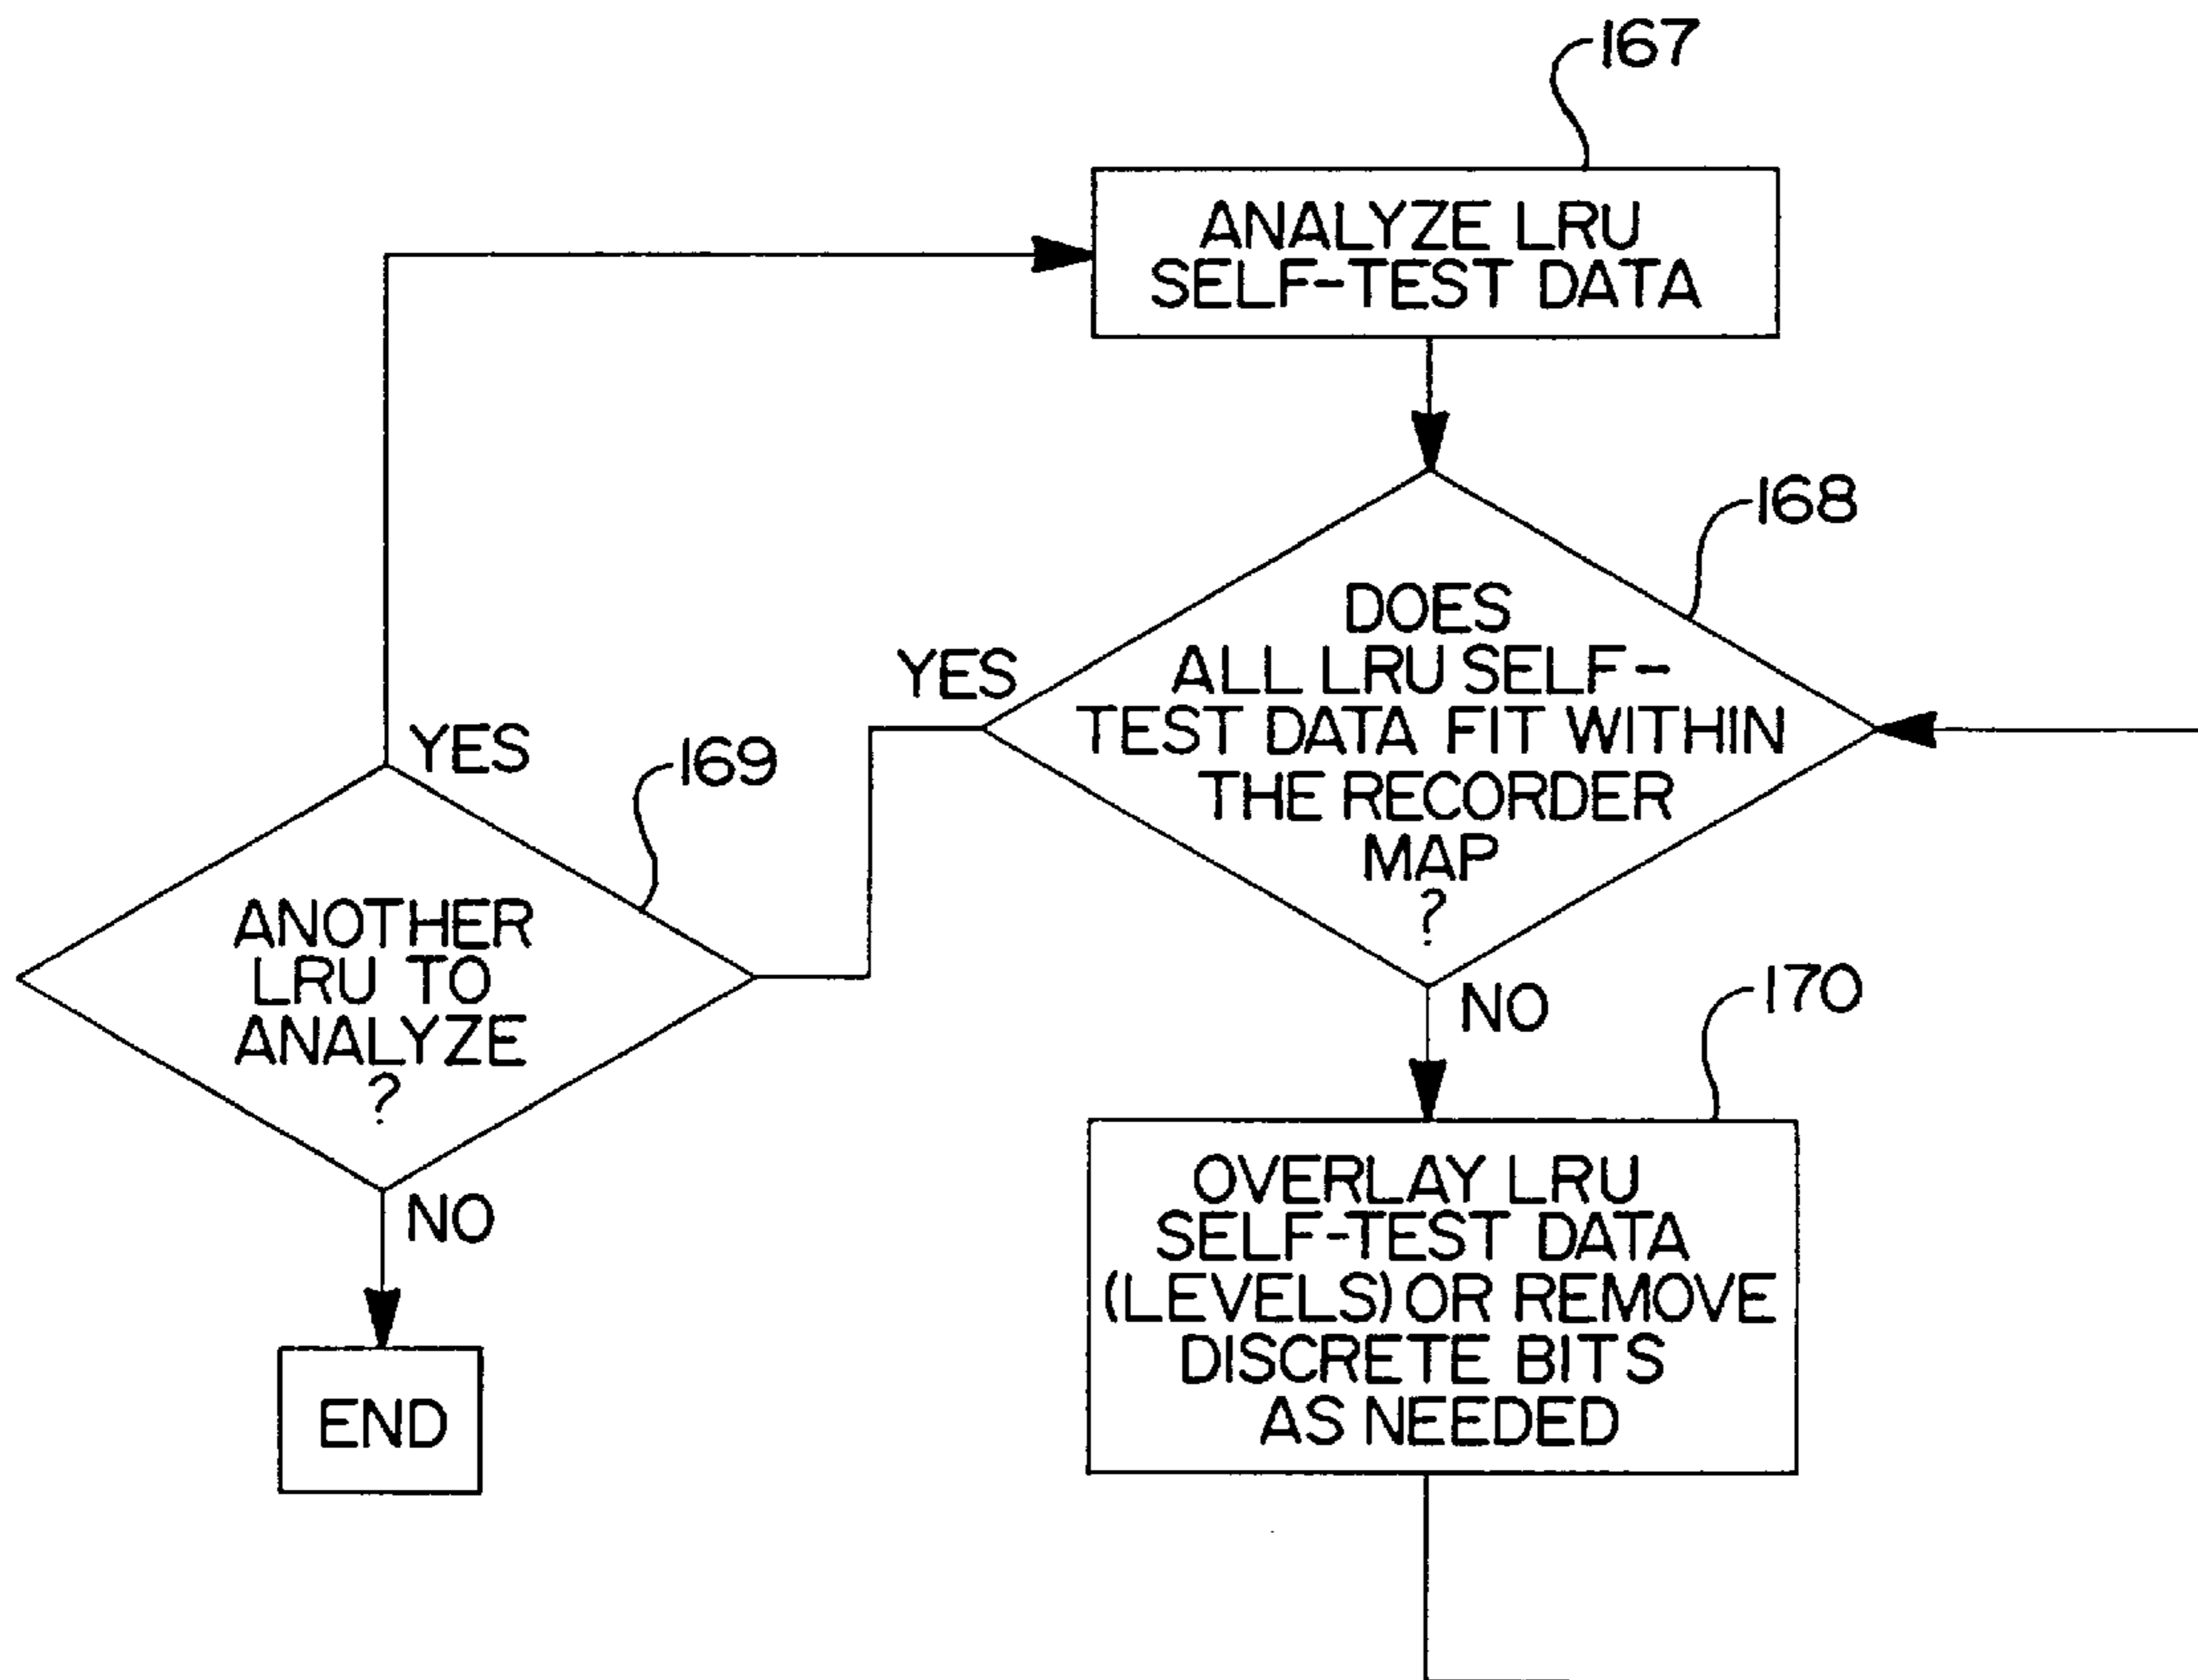 167
ANALYZE LRU
SELF-TEST DATA
168
DOES
ALL LRU SELF-
TEST DATA FIT WITHIN
THE RECORDER
MAP
?
YES
NO
YES
169
ANOTHER
LRU TO
ANALYZE
?
NO
END
170
OVERLAY LRU
SELF-TEST DATA
(LEVELS) OR REMOVE
DISCRETE BITS
AS NEEDED